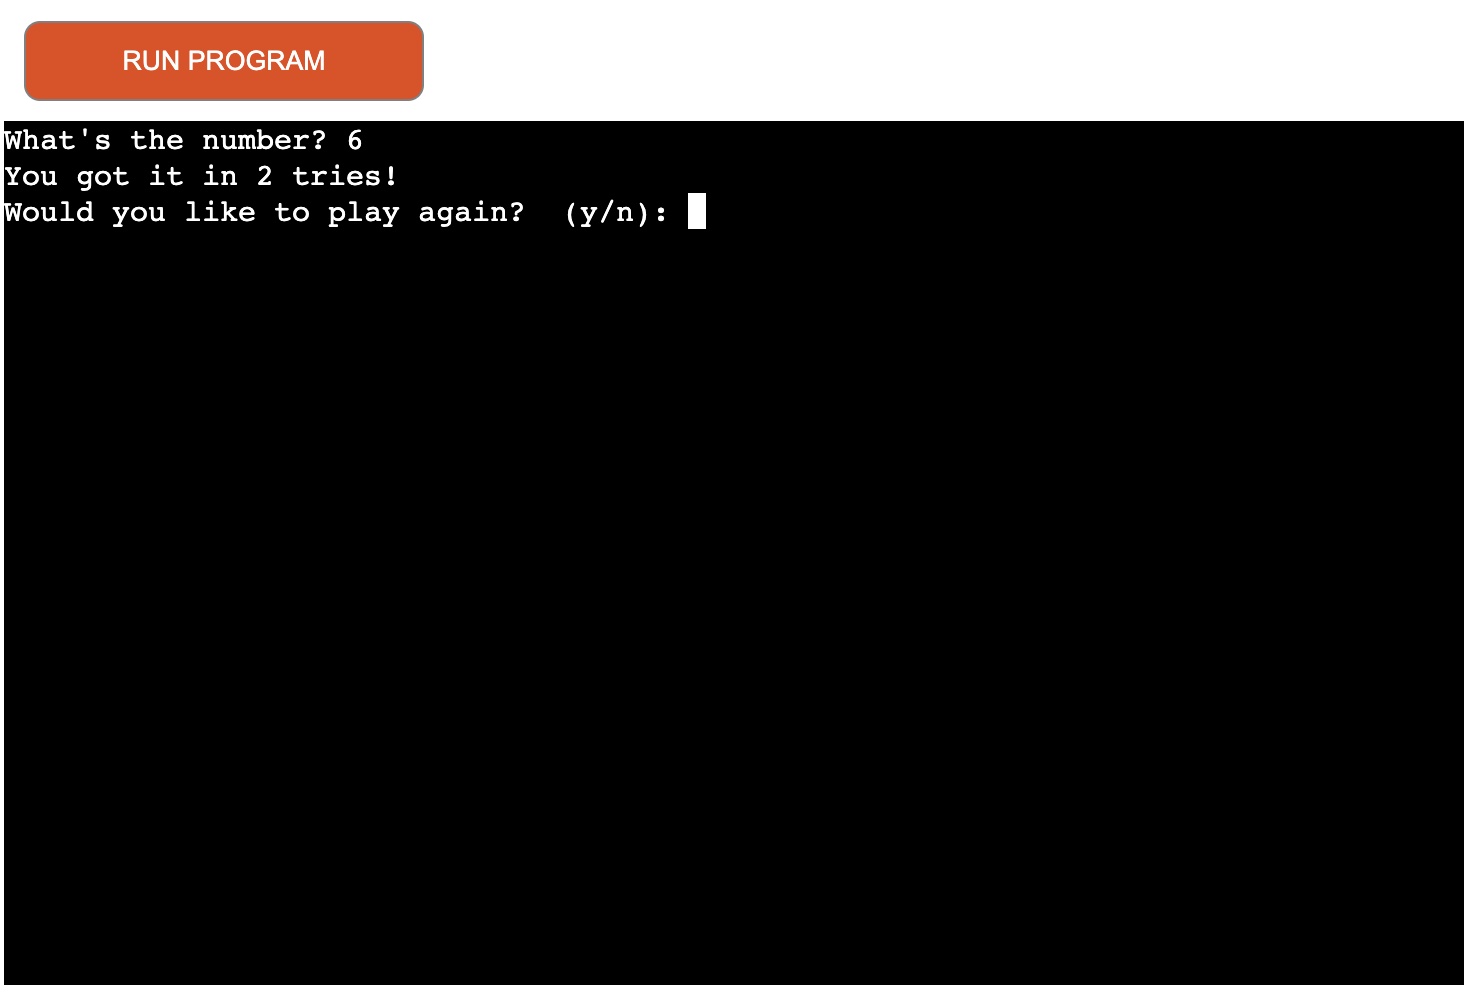 RUN PROGRAM
What's the number? 6
You got it in 2 tries!
Would you like to play again?  (y/n):